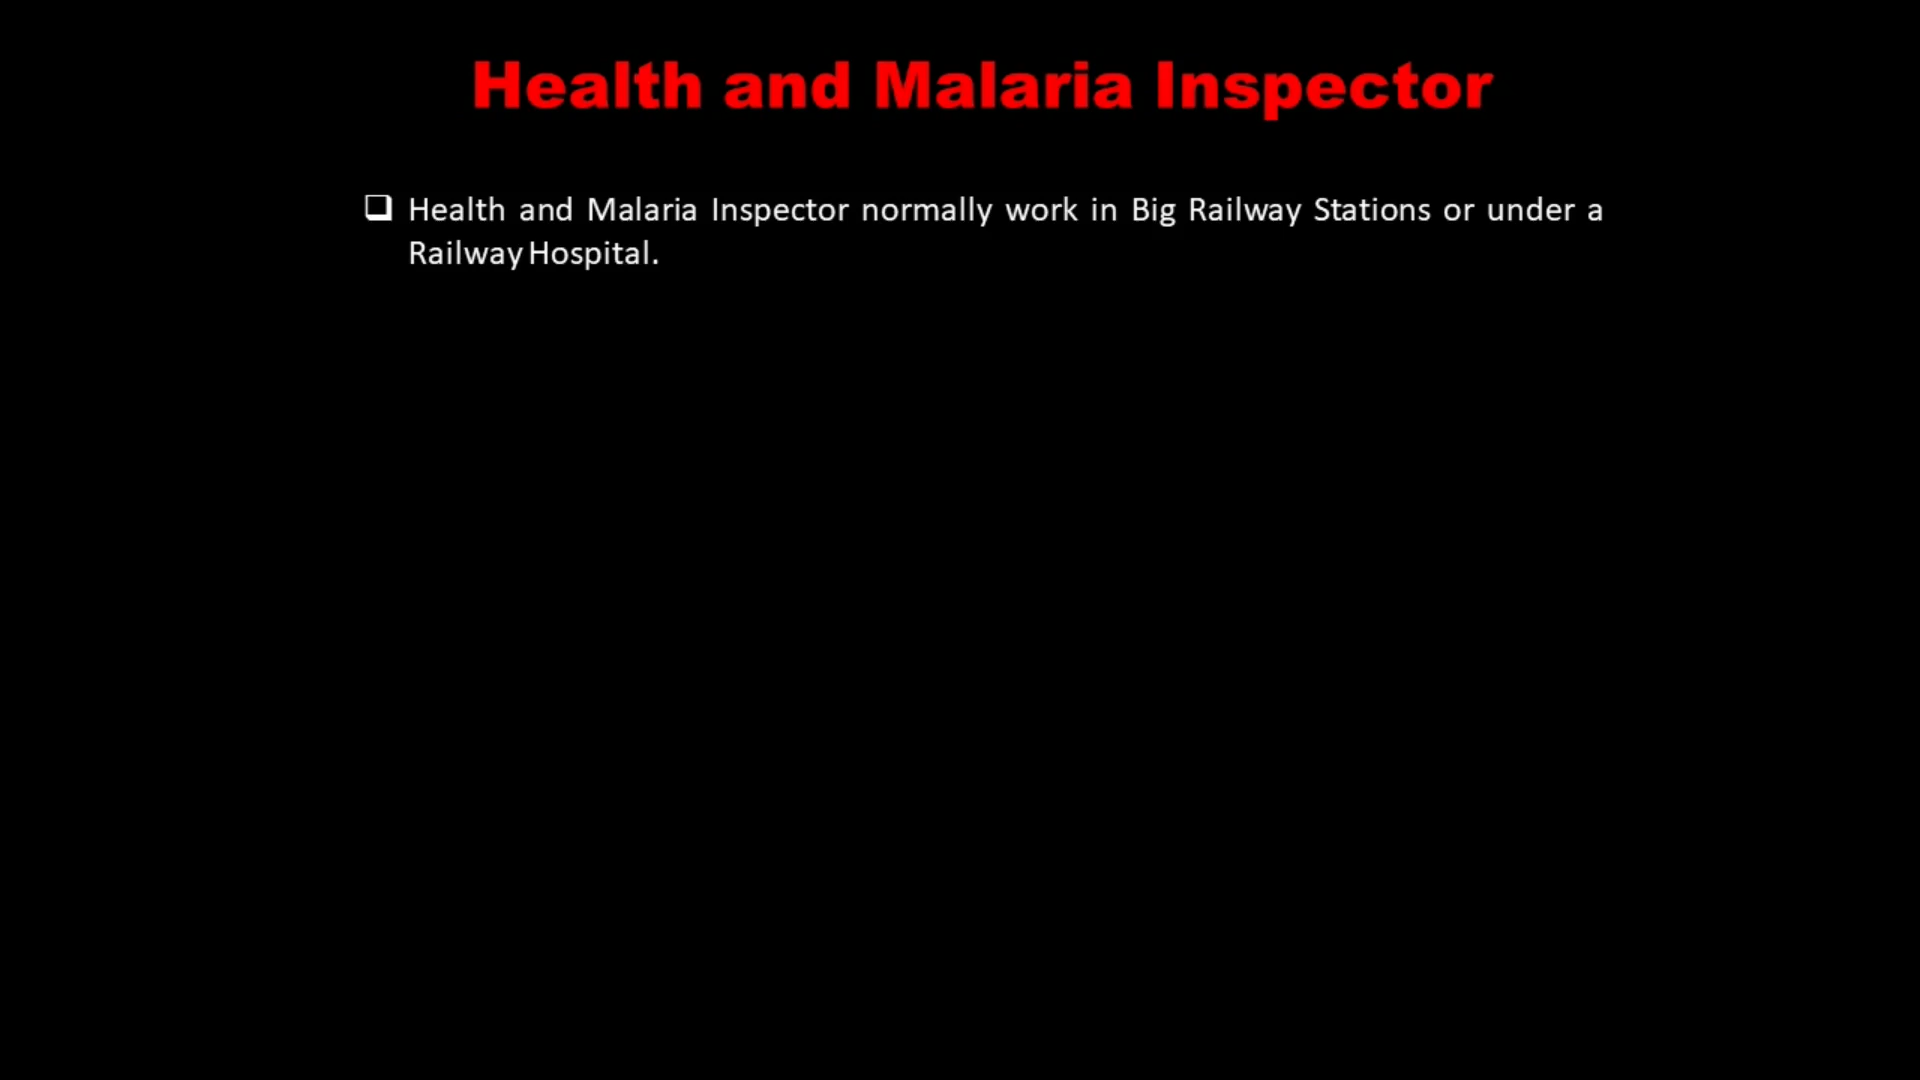 Health and Malaria Inspector
❑ Health and Malaria Inspector normally work in Big Railway Stations or under a
Railway Hospital.